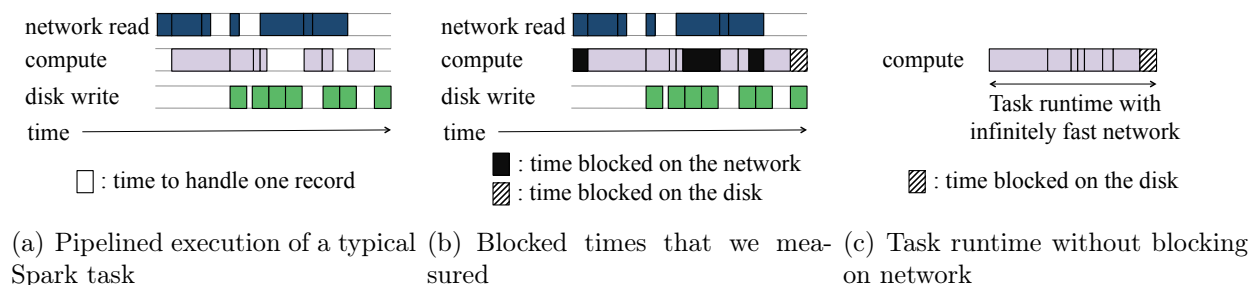 network read
compute
disk write
time
: time to handle one record
(a) Pipelined execution of a typical
Spark task
network read
compute
disk write
time
: time blocked on the network
: time blocked on the disk
(b) Blocked times that we mea-
sured
compute
Task runtime with
infinitely fast network
: time blocked on the disk
(c) Task runtime without blocking
on network